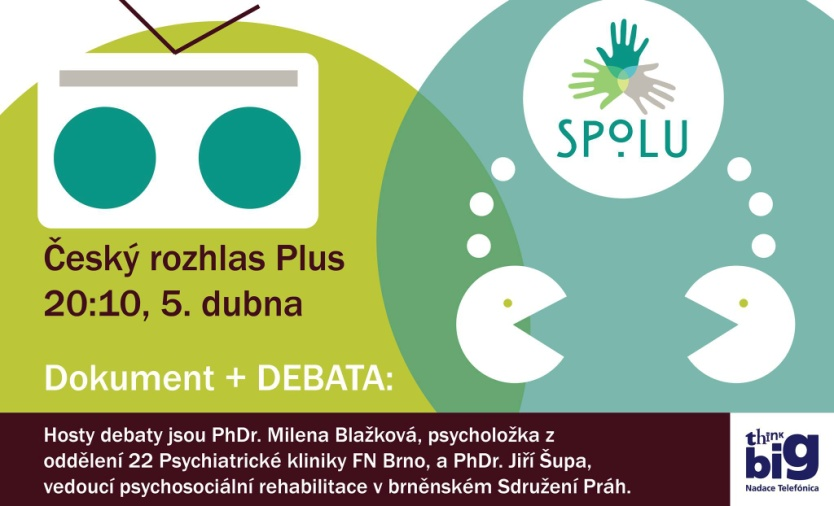 SPOLU
Český rozhlas Plus
20:10, 5. dubna
Dokument + DEBATA:
Hosty debaty jsou PhDr. Milena Blažková, psycholožka z
oddělení 22 Psychiatrické kliniky FN Brno, a PhDr. Jiří Šupa,
vedoucí psychosociální rehabilitace v brněnském Sdružení Práh.
think
big
Nadace Telefónica